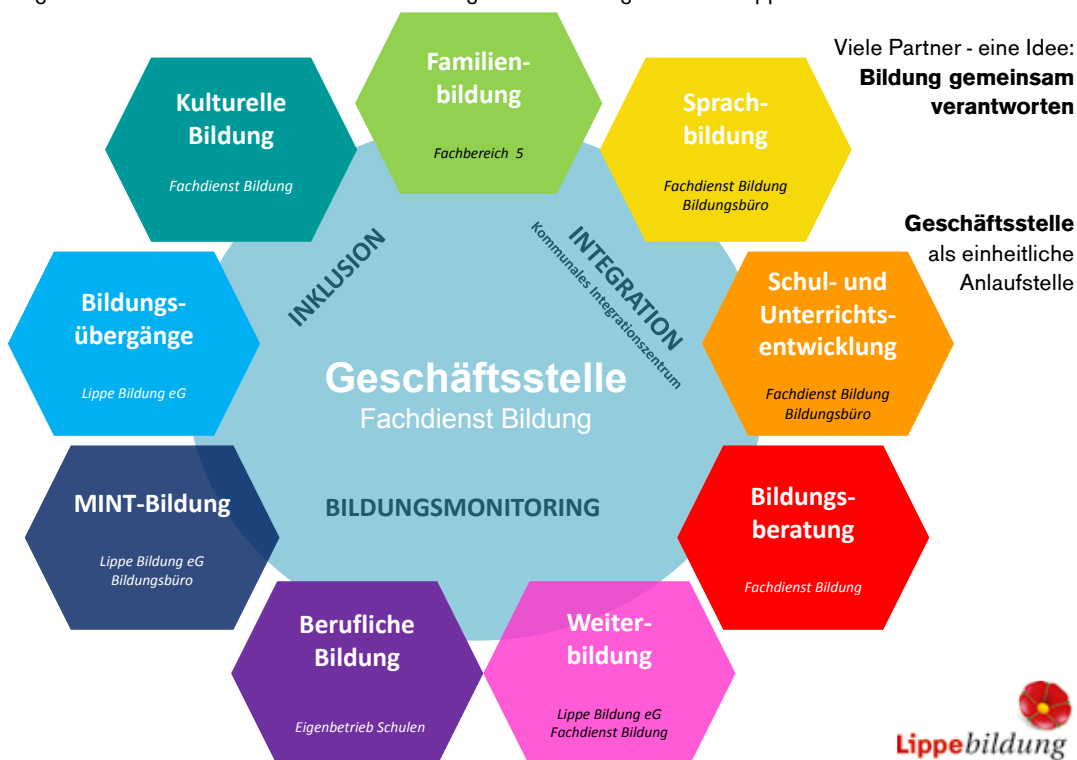 Viele Partner - eine Idee:
Bildung gemeinsam
verantworten
Geschäftsstelle
als einheitliche
Anlaufstelle
Familien-
bildung
Fachbereich 5
Kulturelle
Bildung
Fachdienst Bildung
Sprach-
bildung
Fachdienst Bildung
Bildungsbüro
INKLUSION
INTEGRATION
Kommunales Integrationszentrum
Bildungs-
übergänge
Lippe Bildung eG
Schul- und
Unterrichts-
entwicklung
Fachdienst Bildung
Bildungsbüro
Geschäftsstelle
Fachdienst Bildung
BILDUNGSMONITORING
MINT-Bildung
Lippe Bildung eG
Bildungsbüro
Bildungs-
beratung
Fachdienst Bildung
Berufliche
Bildung
Eigenbetrieb Schulen
Weiter-
bildung
Lippe Bildung eG
Fachdienst Bildung
Lippebildung